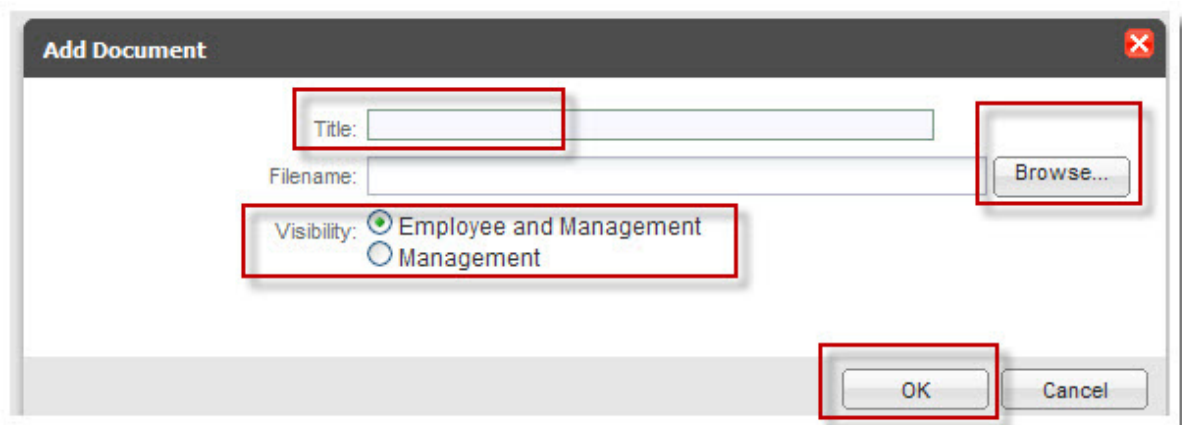 Add Document
Title:
Filename: Browse...
Visibility: Employee and Management
Management
OK Cancel